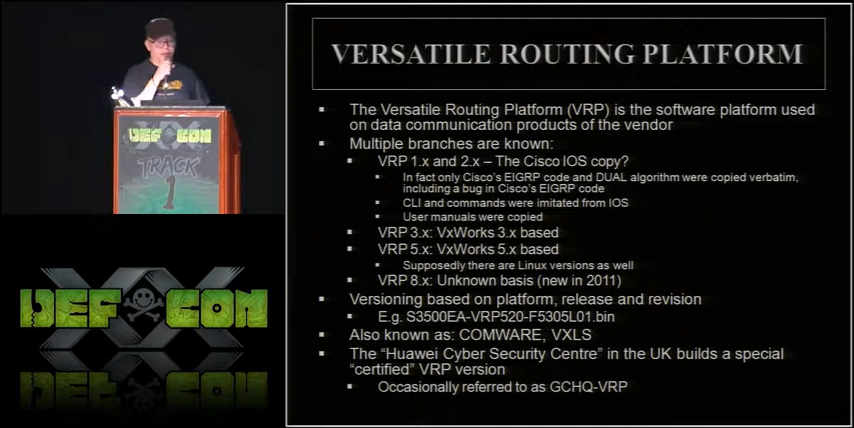 DEF CON
TRACK
1
DEF CON
VERSATILE ROUTING PLATFORM
The Versatile Routing Platform (VRP) is the software platform used
on data communication products of the vendor
Multiple branches are known:
VRP 1.x and 2.x – The Cisco IOS copy?
In fact only Cisco's EIGRP code and DUAL algorithm were copied verbatim,
including a bug in Cisco's EIGRP code
CLI and commands were imitated from IOS
User manuals were copied
VRP 3.x: VxWorks 3.x based
VRP 5.x: VxWorks 5.x based
Supposedly there are Linux versions as well
VRP 8.x: Unknown basis (new in 2011)
Versioning based on platform, release and revision
E.g. S3500EA-VRP520-F5305L01.bin
Also known as: COMWARE, VXLS
The “Huawei Cyber Security Centre” in the UK builds a special
“certified” VRP version
Occasionally referred to as GCHQ-VRP